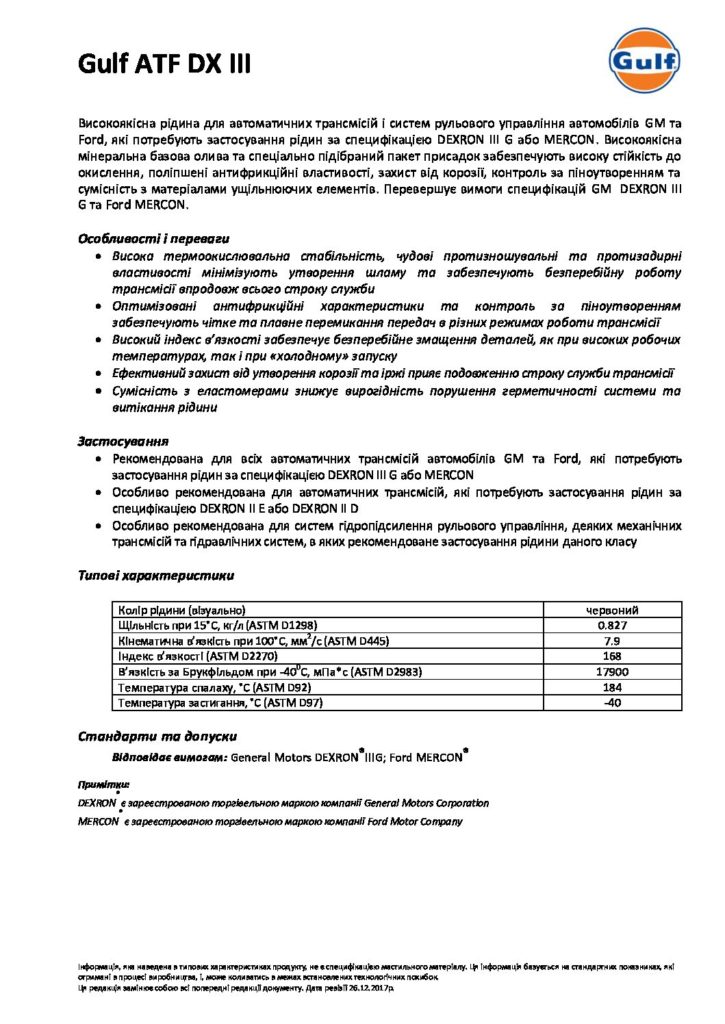 Gulf ATF DX III
Gulf
Високоякісна рідина для автоматичних трансмісій і систем рульового управління автомобілів GM та
Ford, які потребують застосування рідин за специфікацією DEXRON III G або MERCON. Високоякісна
мінеральна базова олива та спеціально підібраний пакет присадок забезпечують високу стійкість до
окислення, поліпшені антифрикційні властивості, захист від корозії, контроль за піноутворенням та
сумісність з матеріалами ущільнюючих елементів. Перевершує вимоги специфікацій GM DEXRON III
G та Ford MERCON.
Особливості і переваги
• Висока термоокислювальна стабільність, чудові протизношувальні та протизадирні
властивості мінімізують утворення шламу та забезпечують безперебійну роботу
трансмісії впродовж всього строку служби
• Оптимізовані антифрикційні характеристики та контроль за піноутворенням
забезпечують чітке та плавне перемикання передач в різних режимах роботи трансмісії
• Високий індекс в'язкості забезпечує безперебійне змащення деталей, як при високих робочих
температурах, так і при «холодному» запуску
• Ефективний захист від утворення корозії та іржі прияє подовженню строку служби трансмісії
• Сумісність з еластомерами знижує вирогідність порушення герметичності системи та
витікання рідини
Застосування
• Рекомендована для всіх автоматичних трансмісій автомобілів GM та Ford, які потребують
застосування рідин за специфікацією DEXRON III G або MERCON
• Особливо рекомендована для автоматичних трансмісій, які потребують застосування рідин за
специфікацією DEXRON II E або DEXRON II D
• Особливо рекомендована для систем гідропідсилення рульового управління, деяких механічних
трансмісій та гідравлічних систем, в яких рекомендоване застосування рідини даного класу
Типові характеристики
Колір рідини (візуально) червоний
Щільність при 15°С, кг/л (ASTM D1298) 0.827
Кінематична в'язкість при 100°С, мм²/с (ASTM D445) 7.9
Індекс в'язкості (ASTM D2270) 168
В'язкість за Брукфільдом при -40⁰С, мПа*с (ASTM D2983) 17900
Температура спалаху, °С (ASTM D92) 184
Температура застигання, °С (ASTM D97) -40
Стандарти та допуски
Відповідає вимогам: General Motors DEXRON®IIIG; Ford MERCON®
Примітки:
DEXRON® є зареєстрованою торгівельною маркою компанії General Motors Corporation
MERCON® є зареєстрованою торгівельною маркою компанії Ford Motor Company
Інформація, яка наведена в типових характеристиках продукту, не є специфікацією мастильного матеріалу. Ця інформація базується на стандартних показниках, які
отримані в процесі виробництва, і, може коливатись в межах встановлених технологічних похибок.
Ця редакція замінює собою всі попередні редакції документу. Дата ревізії 26.12.2017р.